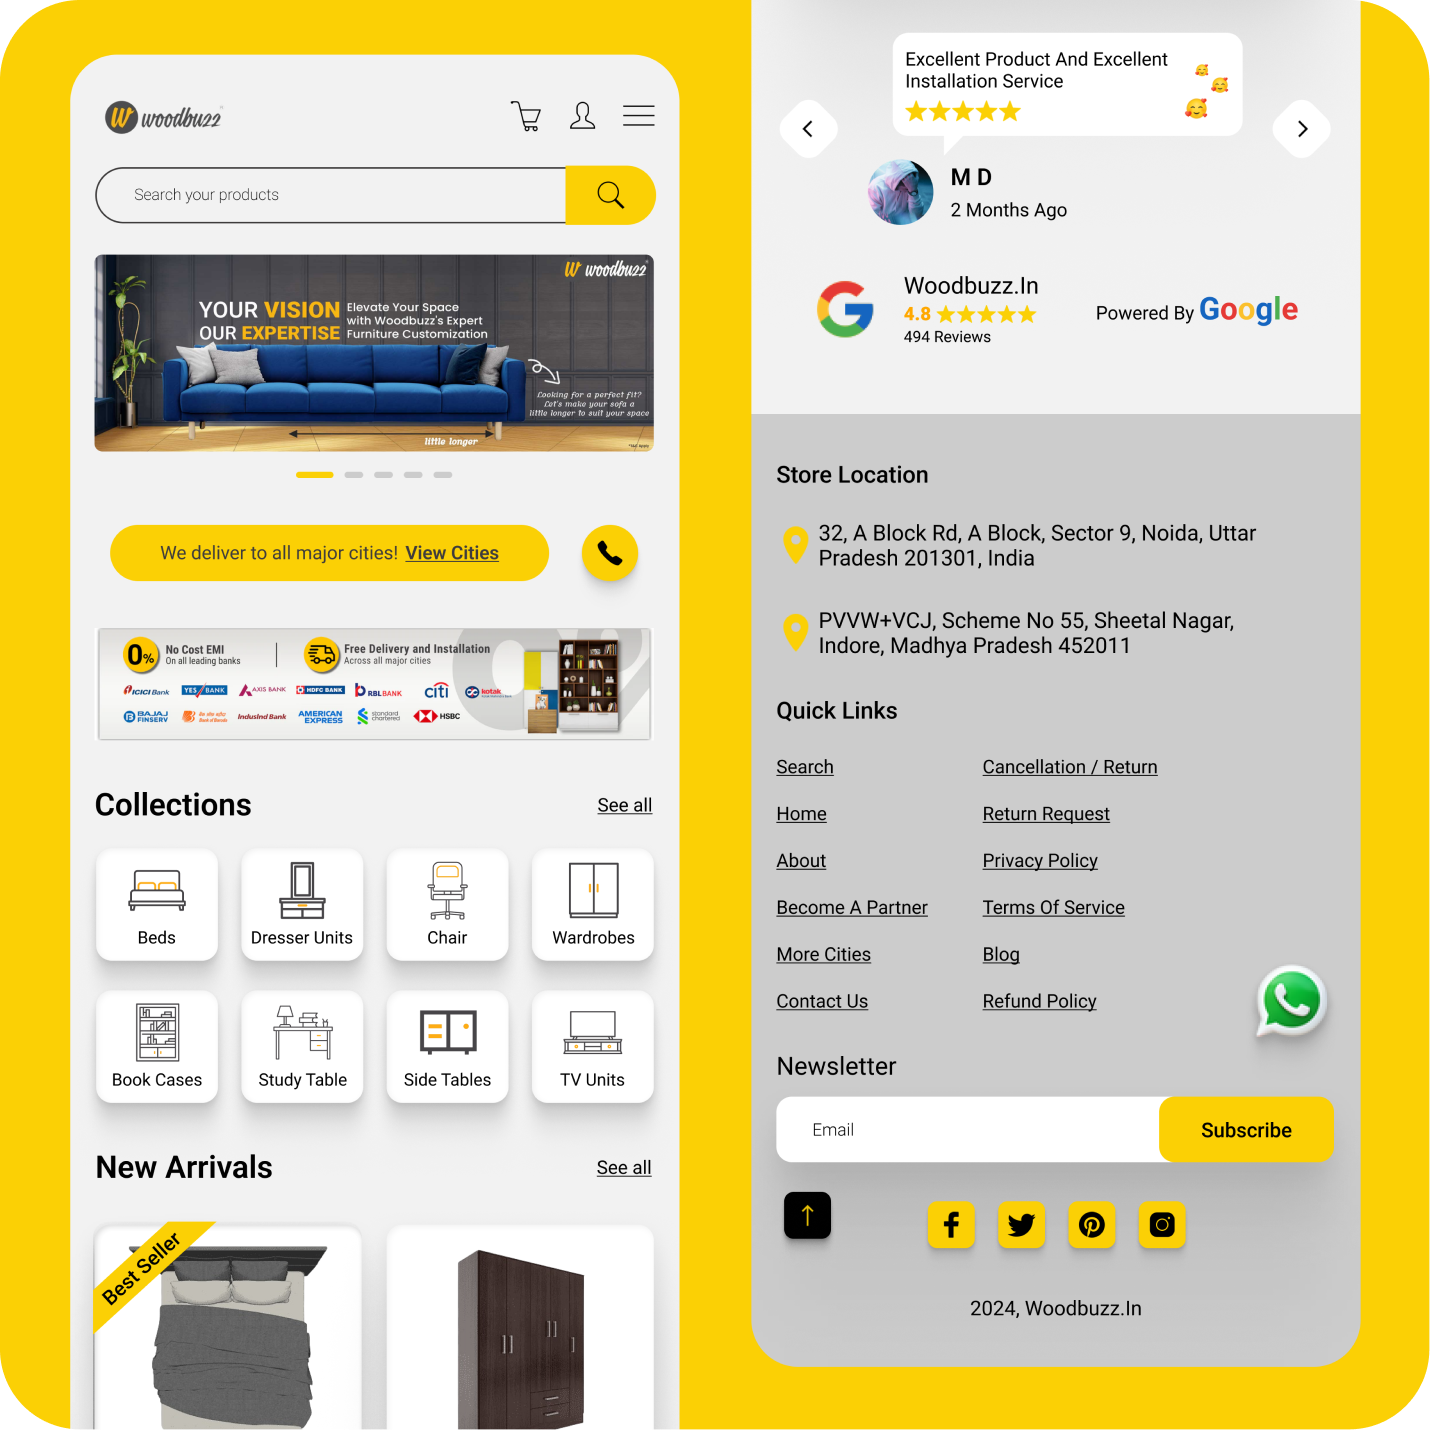 W woodbuzz
Search your products
W woodbuzz
YOUR VISION
OUR EXPERTISE
Elevate Your Space
with Woodbuzz's Expert
Furniture Customization
Looking for a perfect fit?
Let's make your sofa a
little longer to suit your space
little longer
We deliver to all major cities! View Cities
0%
No Cost EMI
On all leading banks
Free Delivery and Installation
Across all major cities
ICICI Bank YES BANK AXIS BANK HDFC BANK RBLBANK citi kotak
BAJAJ FINSERV
Bank of Baroda
IndusInd Bank
AMERICAN EXPRESS
standard chartered
HSBC
Collections See all
Beds Dresser Units Chair Wardrobes
Book Cases Study Table Side Tables TV Units
New Arrivals See all
Best Seller
Excellent Product And Excellent
Installation Service
M D
2 Months Ago
Woodbuzz.In
4.8
494 Reviews
Powered By Google
Store Location
32, A Block Rd, A Block, Sector 9, Noida, Uttar
Pradesh 201301, India
PVVW+VCJ, Scheme No 55, Sheetal Nagar,
Indore, Madhya Pradesh 452011
Quick Links
Search Cancellation / Return
Home Return Request
About Privacy Policy
Become A Partner Terms Of Service
More Cities Blog
Contact Us Refund Policy
Newsletter
Email Subscribe
2024, Woodbuzz.In